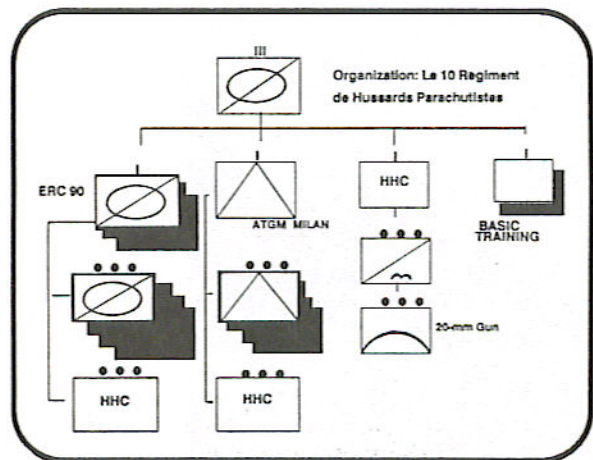 III
Organization: Le 10 Regiment
de Hussards Parachutistes
I
I
I
I
ERC 90
HHC
ATGM MILAN
BASIC
TRAINING
20-mm Gun
HHC
HHC